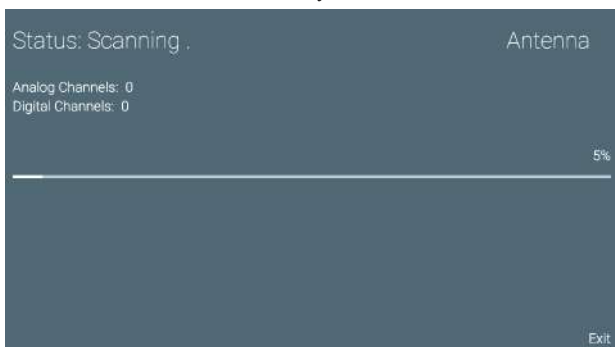 Status: Scanning .
Antenna
Analog Channels: 0
Digital Channels: 0
5%
Exit